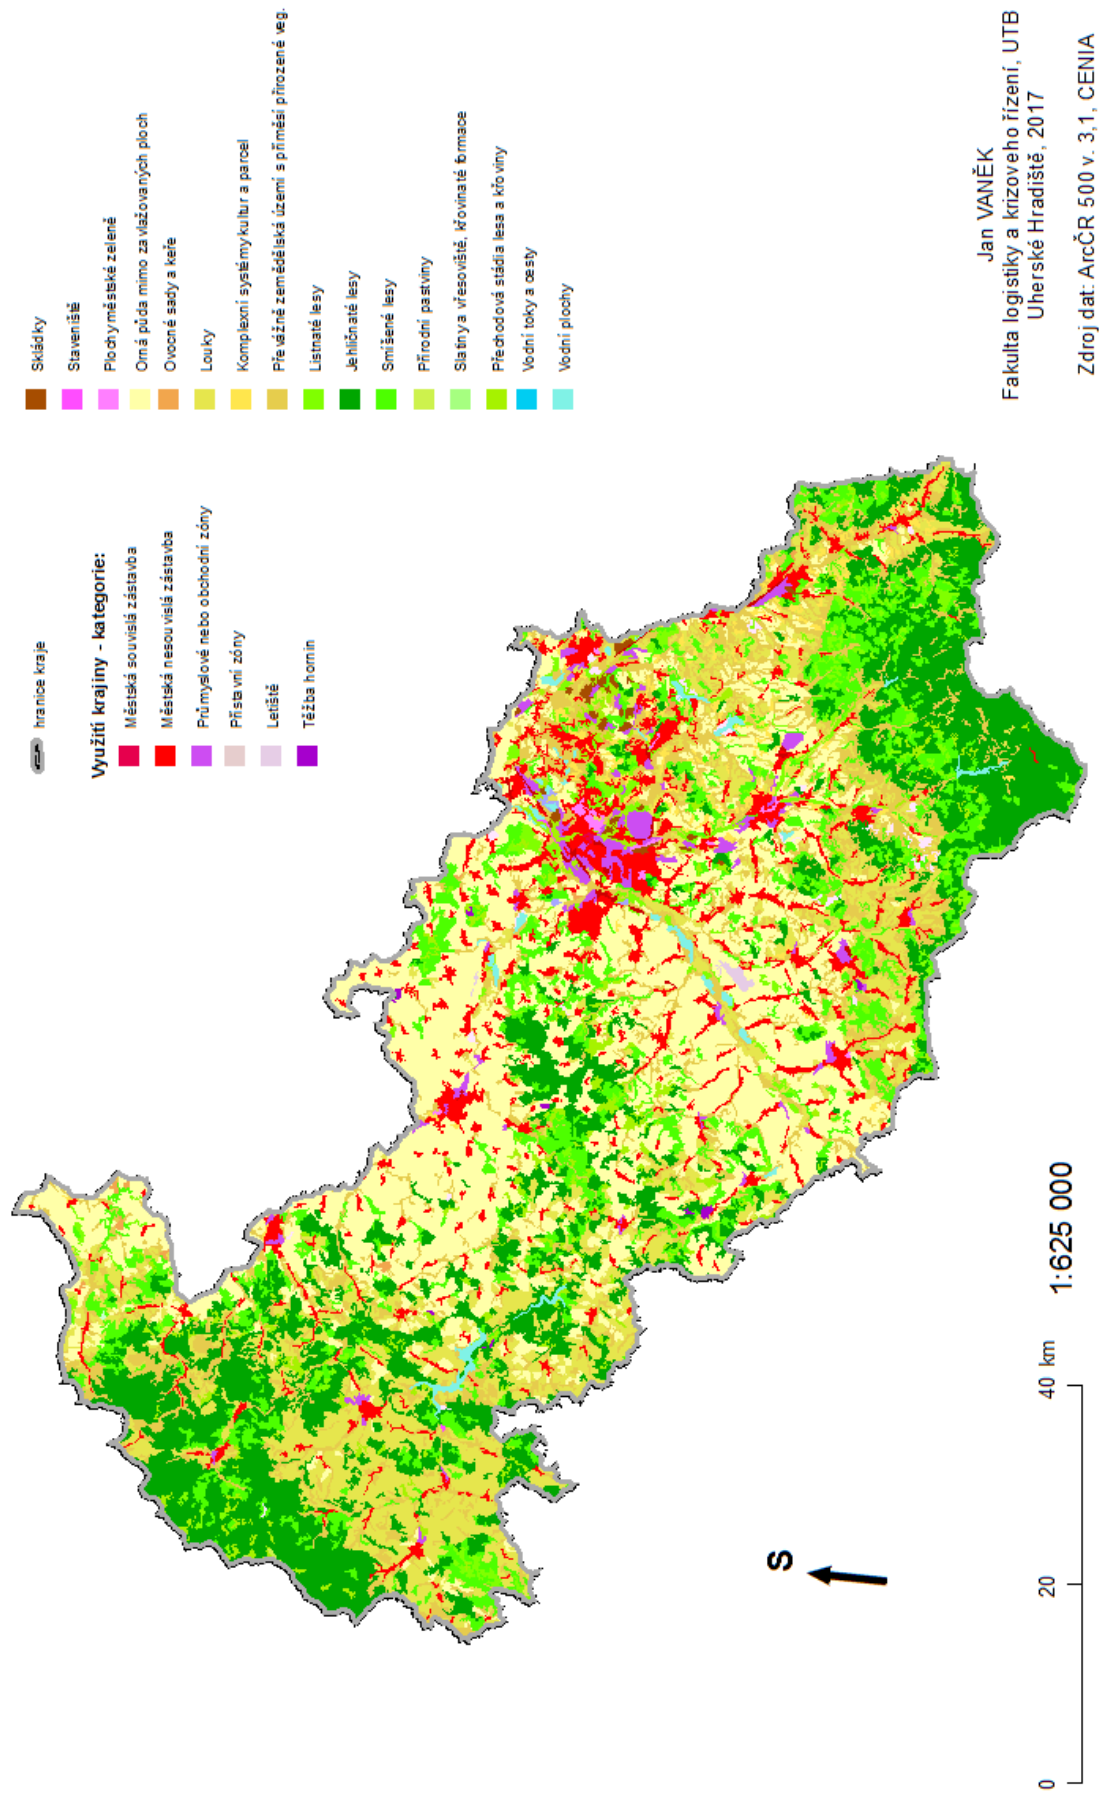 hranice kraje
Využití krajiny - kategorie:
Městská souvislá zástavba
Městská nesouvislá zástavba
Průmyslové nebo obchodní zóny
Přístavní zóny
Letiště
Těžba hornin
Skládky
Staveniště
Plochy městské zeleně
Orná půda mimo zavlažovaných ploch
Ovocné sady a keře
Louky
Komplexní systémy kultur a parcel
Převážně zemědělská území s příměsí přirozené veg.
Listnaté lesy
Jehličnaté lesy
Smíšené lesy
Přírodní pastviny
Slatiny a vřesoviště, křovinaté formace
Přechodová stádia lesa a křoviny
Vodní toky a cesty
Vodní plochy
S
0 20 40 km
1:625 000
Jan VANĚK
Fakulta logistiky a krizoveho řízení, UTB
Uherské Hradiště, 2017
Zdroj dat: ArcČR 500 v. 3,1, CENIA